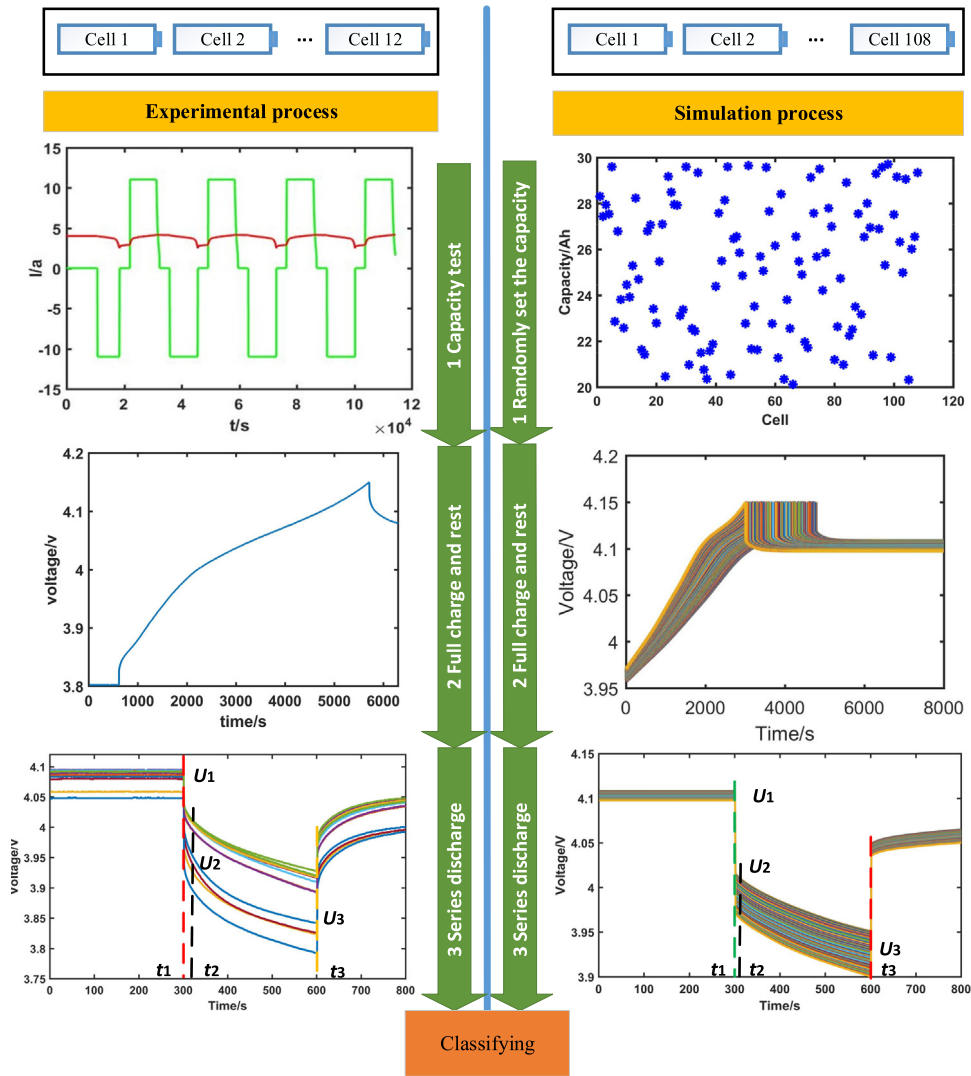 Cell 1
Cell 2
...
Cell 12
Cell 1
Cell 2
...
Cell 108
Experimental process
Simulation process
15
10
5
0
-5
-10
-15
I/a
0
2
4
6
8
10
12
t/s
× 10⁴
1 Capacity test
1 Randomly set the capacity
30
28
26
24
22
20
Capacity/Ah
0
20
40
60
80
100
120
Cell
4.2
4.1
4
3.9
3.8
voltage/v
0
1000
2000
3000
4000
5000
6000
time/s
2 Full charge and rest
2 Full charge and rest
4.2
4.15
4.1
4.05
4
3.95
Voltage/V
0
2000
4000
6000
8000
Time/s
4.1
4.05
4
3.95
3.9
3.85
3.8
3.75
voltage/v
U1
U2
U3
t1
t2
t3
0
100
200
300
400
500
600
700
800
Time/s
3 Series discharge
3 Series discharge
4.15
4.1
4.05
4
3.95
3.9
Voltage/V
U1
U2
U3
t1
t2
t3
0
100
200
300
400
500
600
700
800
Time/s
Classifying